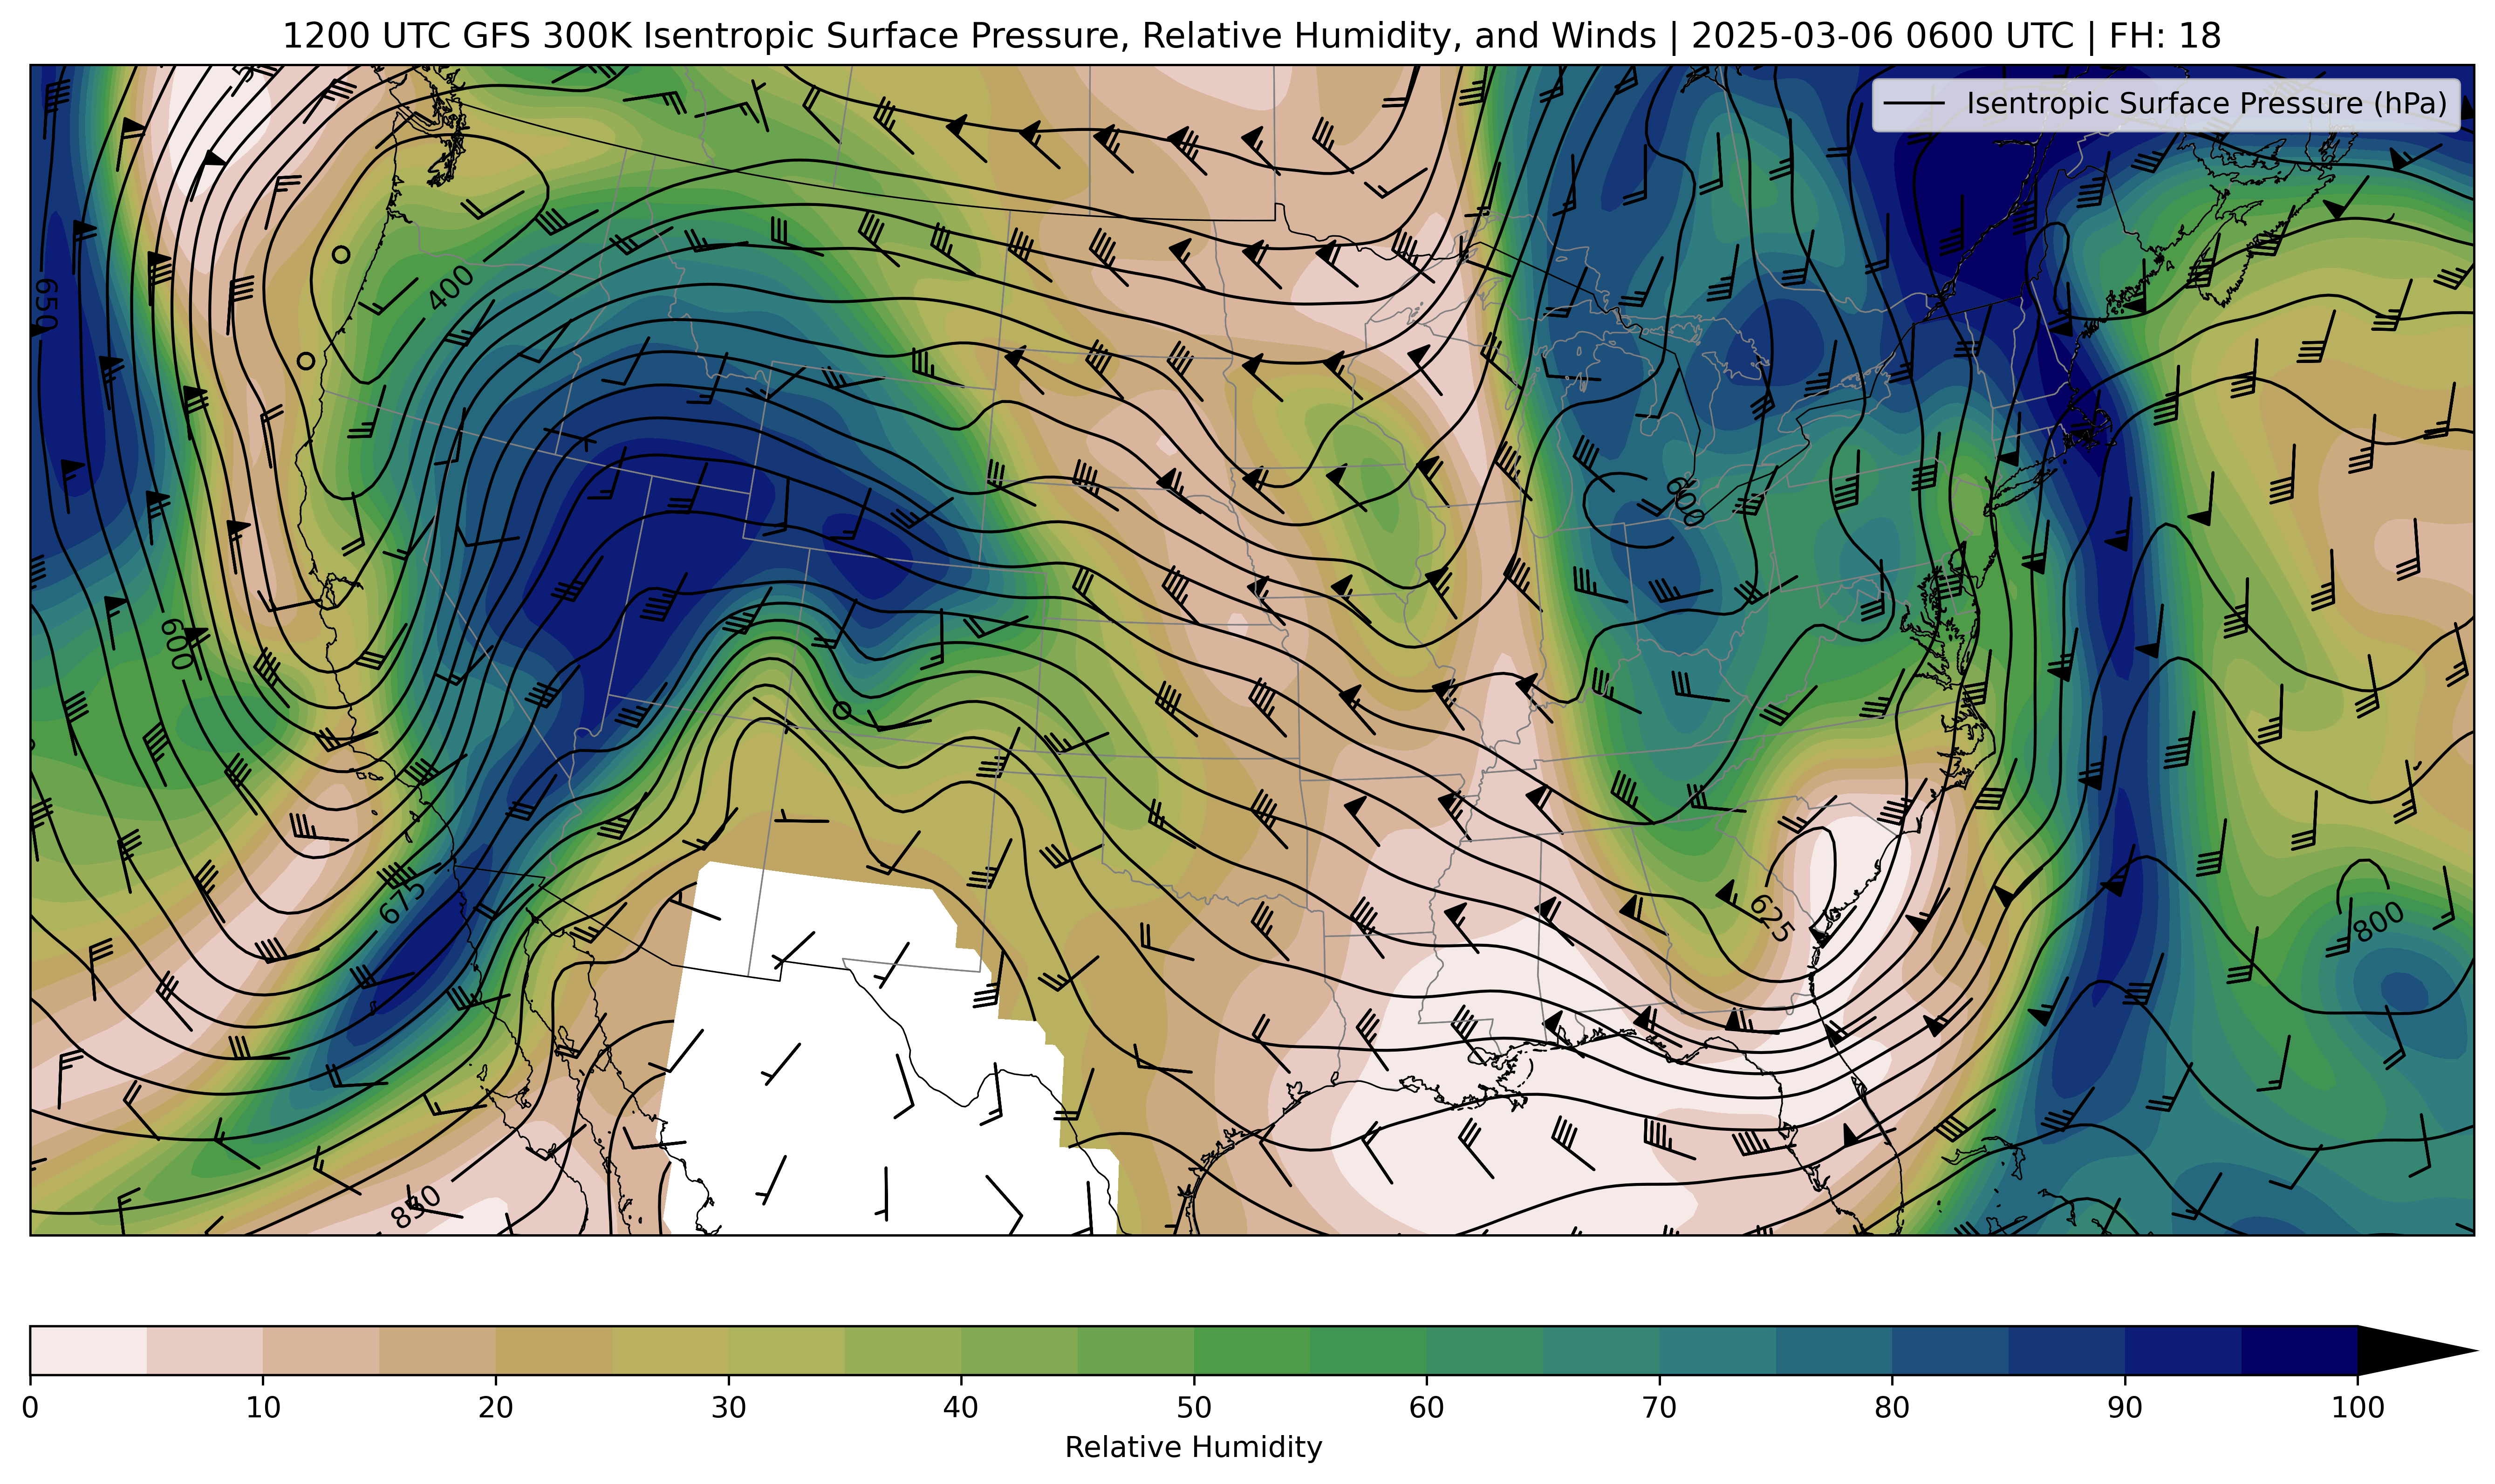 1200 UTC GFS 300K Isentropic Surface Pressure, Relative Humidity, and Winds | 2025-03-06 0600 UTC | FH: 18
Isentropic Surface Pressure (hPa)
400
650
600
600
675
625
800
850
0 10 20 30 40 50 60 70 80 90 100
Relative Humidity